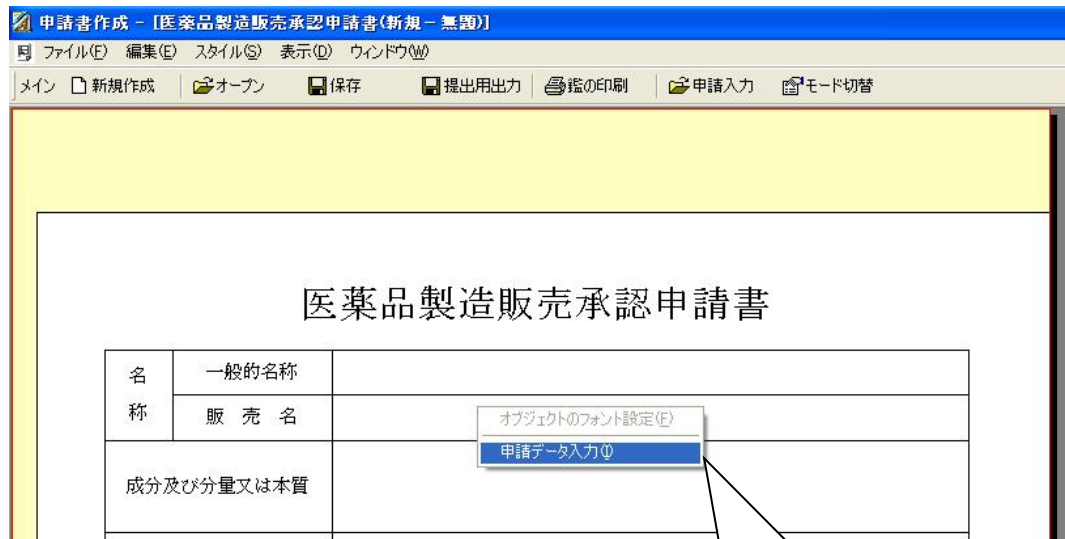 申請書作成 - [医薬品製造販売承認申請書(新規 - 無題)]
ファイル(F) 編集(E) スタイル(S) 表示(D) ウィンドウ(W)
メイン 新規作成 オープン 保存 提出用出力 鑑の印刷 申請入力 モード切替
医薬品製造販売承認申請書
名称 一般的名称
販売名
オブジェクトのフォント設定(F)
申請データ入力(I)
成分及び分量又は本質